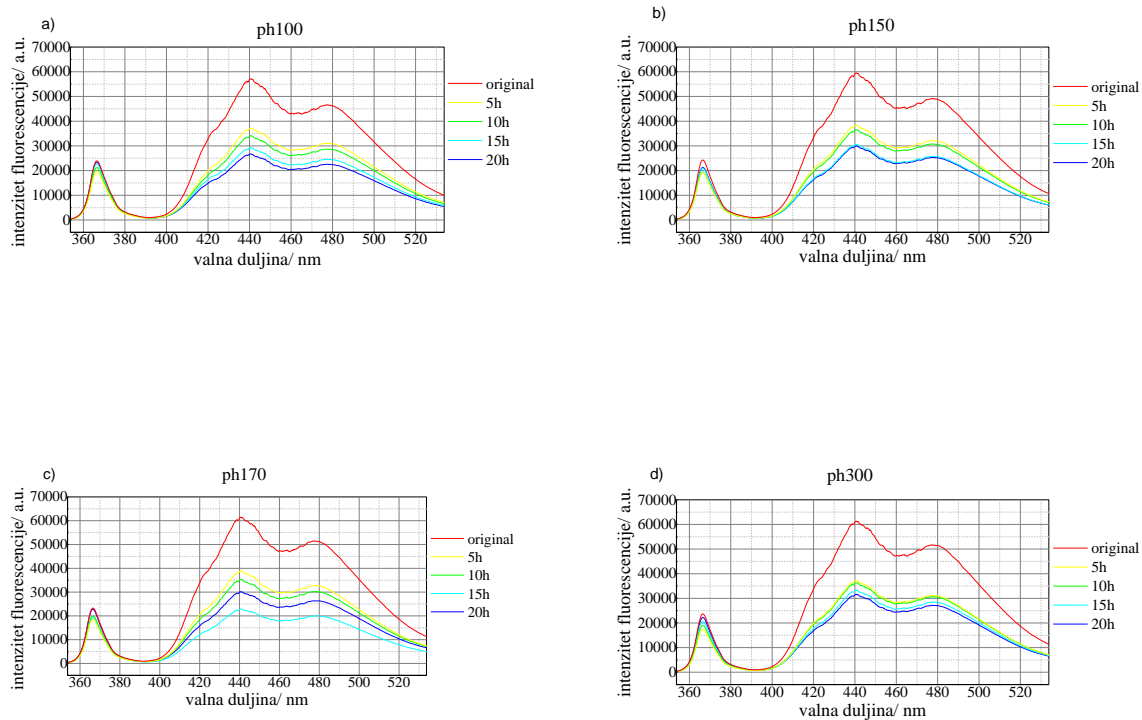 a)
ph100
intenzitet fluorescencije/ a.u.
70000
60000
50000
40000
30000
20000
10000
0
360 380 400 420 440 460 480 500 520
valna duljina/ nm
original
5h
10h
15h
20h
b)
ph150
intenzitet fluorescencije/ a.u.
70000
60000
50000
40000
30000
20000
10000
0
360 380 400 420 440 460 480 500 520
valna duljina/ nm
original
5h
10h
15h
20h
c)
ph170
intenzitet fluorescencije/ a.u.
70000
60000
50000
40000
30000
20000
10000
0
360 380 400 420 440 460 480 500 520
valna duljina/ nm
original
5h
10h
15h
20h
d)
ph300
intenzitet fluorescencije/ a.u.
70000
60000
50000
40000
30000
20000
10000
0
360 380 400 420 440 460 480 500 520
valna duljina/ nm
original
5h
10h
15h
20h